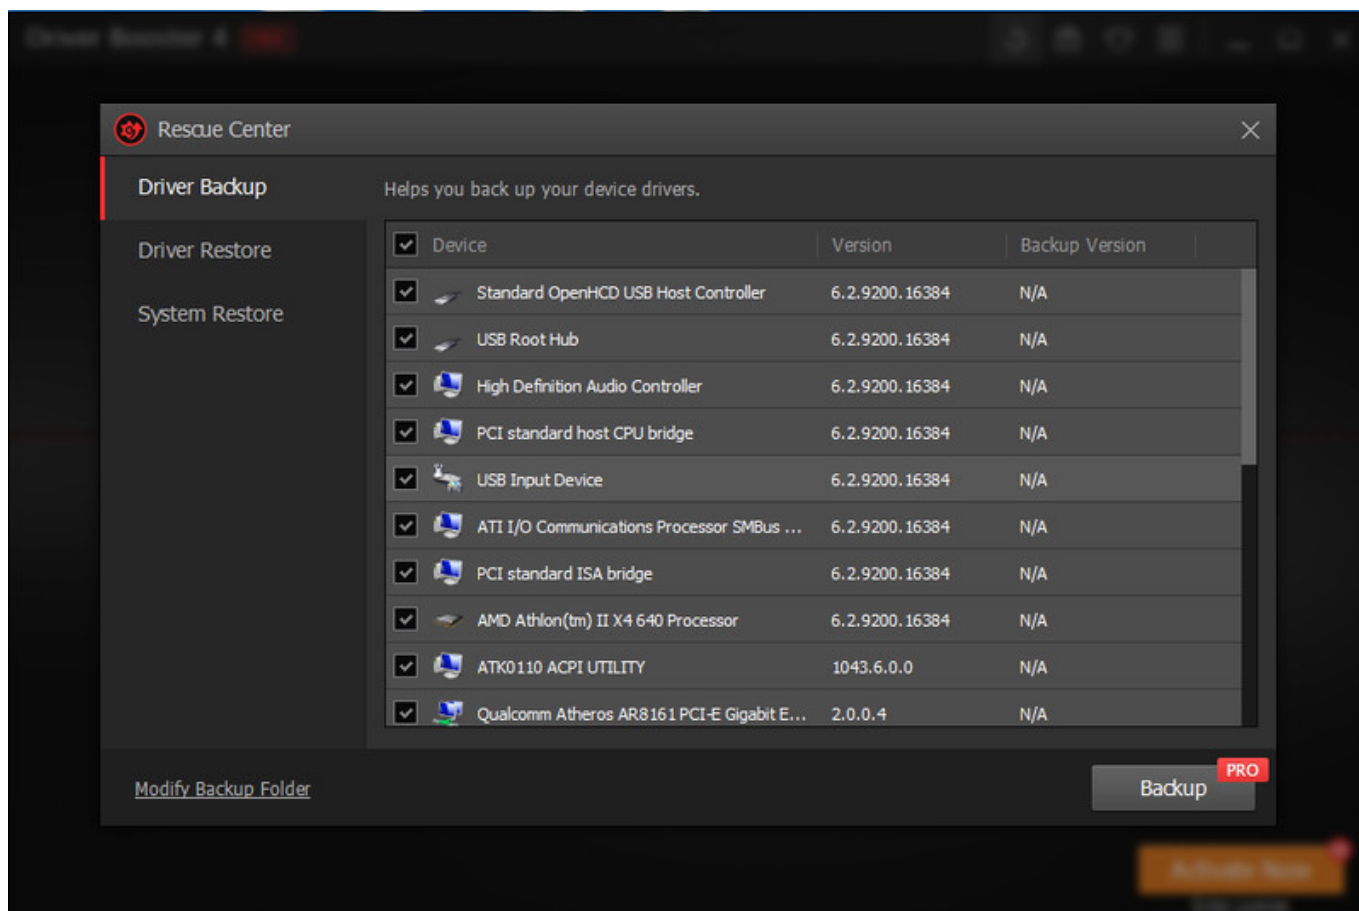 Driver Booster 4
Rescue Center
Driver Backup
Driver Restore
System Restore
Helps you back up your device drivers.
Device Version Backup Version
Standard OpenHCD USB Host Controller 6.2.9200.16384 N/A
USB Root Hub 6.2.9200.16384 N/A
High Definition Audio Controller 6.2.9200.16384 N/A
PCI standard host CPU bridge 6.2.9200.16384 N/A
USB Input Device 6.2.9200.16384 N/A
ATI I/O Communications Processor SMBus ... 6.2.9200.16384 N/A
PCI standard ISA bridge 6.2.9200.16384 N/A
AMD Athlon(tm) II X4 640 Processor 6.2.9200.16384 N/A
ATK0110 ACPI UTILITY 1043.6.0.0 N/A
Qualcomm Atheros AR8161 PCI-E Gigabit E... 2.0.0.4 N/A
Modify Backup Folder
Backup
PRO
Activate Now